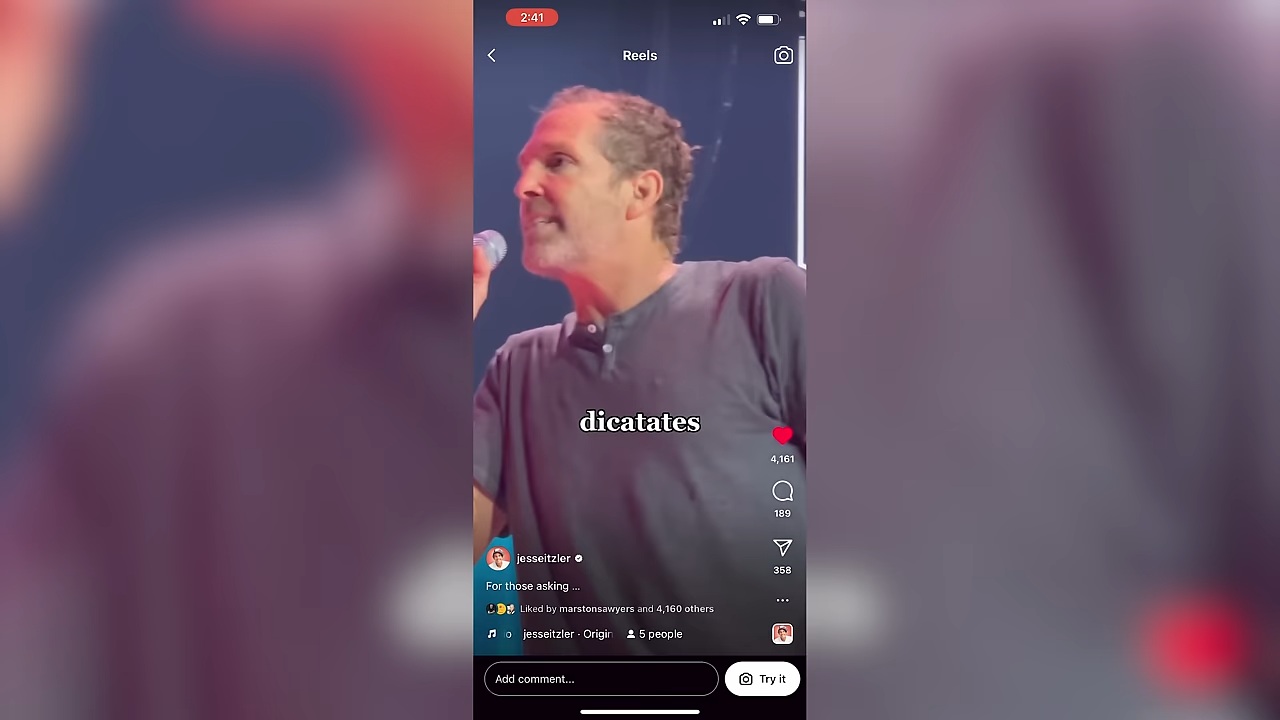 2:41
Reels
dicatates
4,161
189
358
jesseitzler
For those asking ...
Liked by marstonsawyers and 4,160 others
jesseitzler · Origin
5 people
Add comment...
Try it